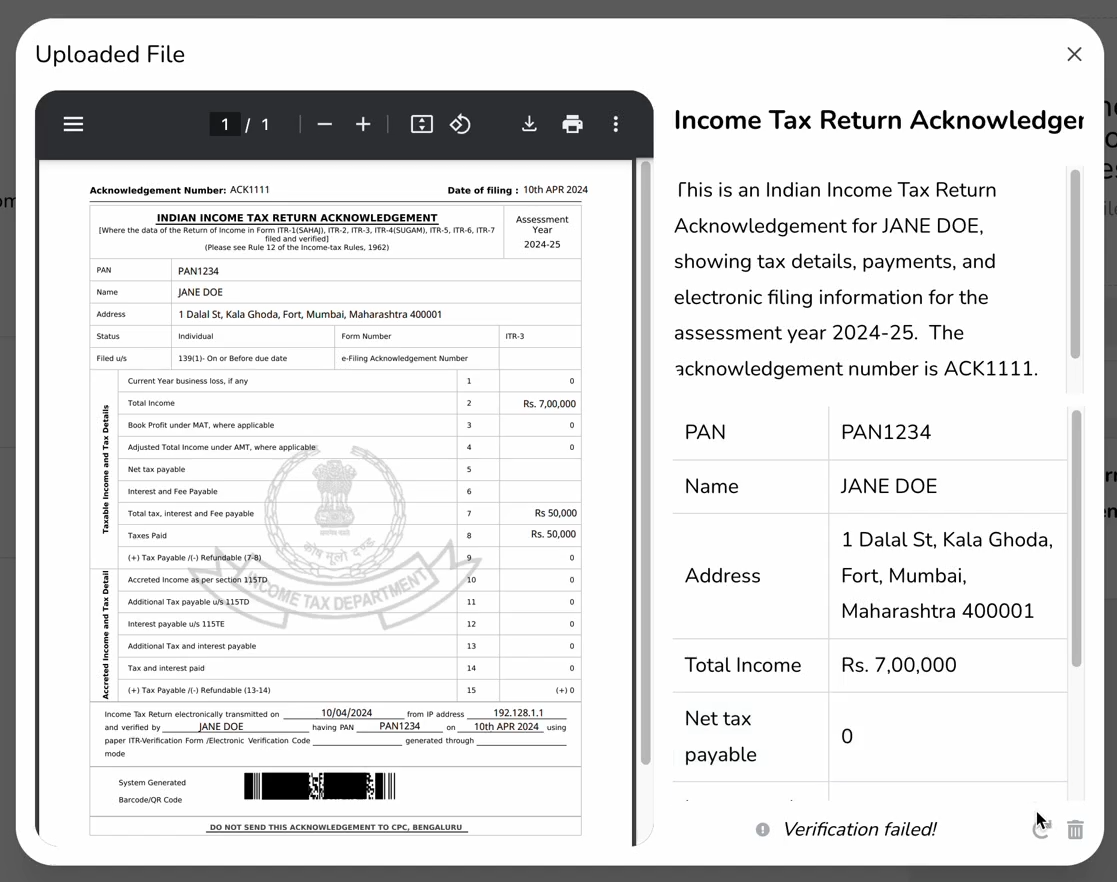 Uploaded File
1 / 1
Acknowledgement Number: ACK1111 Date of filing : 10th APR 2024
INDIAN INCOME TAX RETURN ACKNOWLEDGEMENT
[Where the data of the Return of Income in Form ITR-1(SAHAJ), ITR-2, ITR-3, ITR-4(SUGAM), ITR-5, ITR-6, ITR-7
filed and verified]
(Please see Rule 12 of the Income-tax Rules, 1962)
Assessment
Year
2024-25
PAN PAN1234
Name JANE DOE
Address 1 Dalal St, Kala Ghoda, Fort, Mumbai, Maharashtra 400001
Status Individual Form Number ITR-3
Filed u/s 139(1)- On or Before due date e-Filing Acknowledgement Number
Taxable Income and Tax Details
Current Year business loss, if any 1 0
Total Income 2 Rs. 7,00,000
Book Profit under MAT, where applicable 3 0
Adjusted Total Income under AMT, where applicable 4 0
Net tax payable 5
Interest and Fee Payable 6
Total tax, interest and Fee payable 7 Rs 50,000
Taxes Paid 8 Rs. 50,000
(+) Tax Payable /(-) Refundable (7-8) 9 0
Accreted Income and Tax Detail
Accreted Income as per section 115TD 10 0
Additional Tax payable u/s 115TD 11 0
Interest payable u/s 115TE 12 0
Additional Tax and interest payable 13 0
Tax and interest paid 14 0
(+) Tax Payable /(-) Refundable (13-14) 15 (+) 0
सत्यमेव जयते
कोष मूलो दण्डः
INCOME TAX DEPARTMENT
Income Tax Return electronically transmitted on 10/04/2024 from IP address 192.128.1.1
and verified by JANE DOE having PAN PAN1234 on 10th APR 2024 using
paper ITR-Verification Form /Electronic Verification Code generated through
mode
System Generated
Barcode/QR Code
DO NOT SEND THIS ACKNOWLEDGEMENT TO CPC, BENGALURU
Income Tax Return Acknowledger
This is an Indian Income Tax Return
Acknowledgement for JANE DOE,
showing tax details, payments, and
electronic filing information for the
assessment year 2024-25. The
acknowledgement number is ACK1111.
PAN PAN1234
Name JANE DOE
Address 1 Dalal St, Kala Ghoda,
Fort, Mumbai,
Maharashtra 400001
Total Income Rs. 7,00,000
Net tax
payable 0
Verification failed!